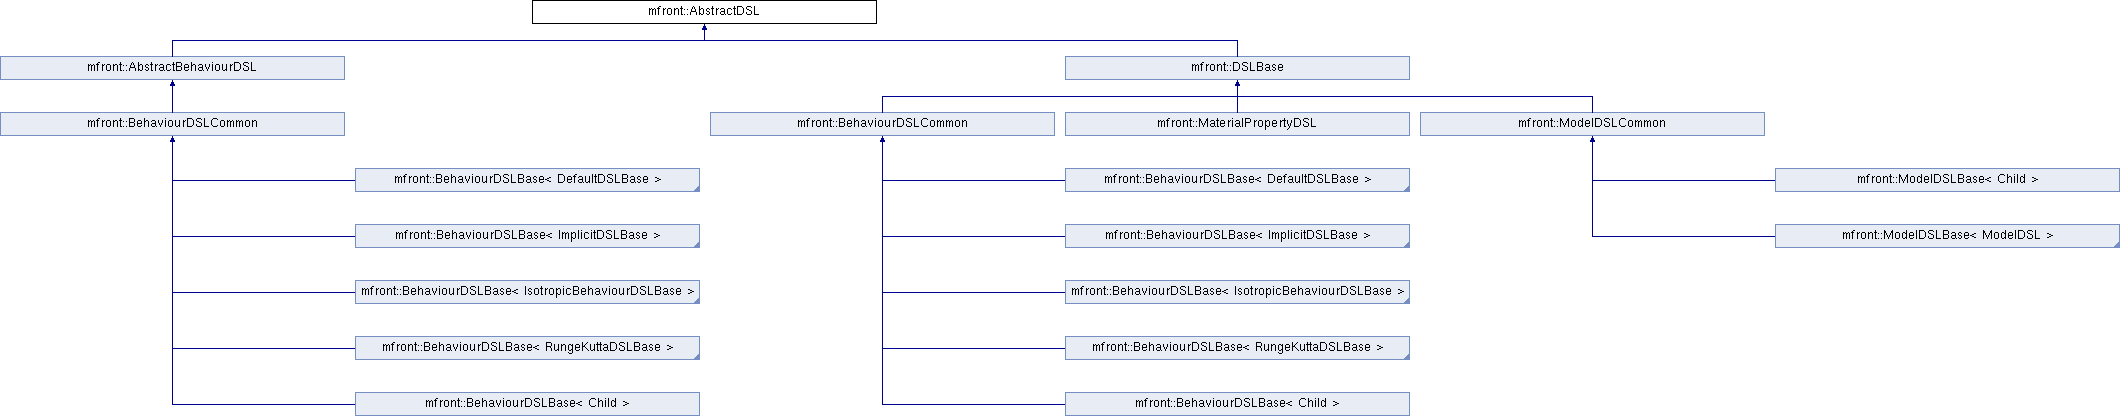 mfront::AbstractDSL
mfront::AbstractBehaviourDSL
mfront::DSLBase
mfront::BehaviourDSLCommon
mfront::BehaviourDSLCommon
mfront::MaterialPropertyDSL
mfront::ModelDSLCommon
mfront::BehaviourDSLBase< DefaultDSLBase >
mfront::BehaviourDSLBase< DefaultDSLBase >
mfront::ModelDSLBase< Child >
mfront::BehaviourDSLBase< ImplicitDSLBase >
mfront::BehaviourDSLBase< ImplicitDSLBase >
mfront::ModelDSLBase< ModelDSL >
mfront::BehaviourDSLBase< IsotropicBehaviourDSLBase >
mfront::BehaviourDSLBase< IsotropicBehaviourDSLBase >
mfront::BehaviourDSLBase< RungeKuttaDSLBase >
mfront::BehaviourDSLBase< RungeKuttaDSLBase >
mfront::BehaviourDSLBase< Child >
mfront::BehaviourDSLBase< Child >